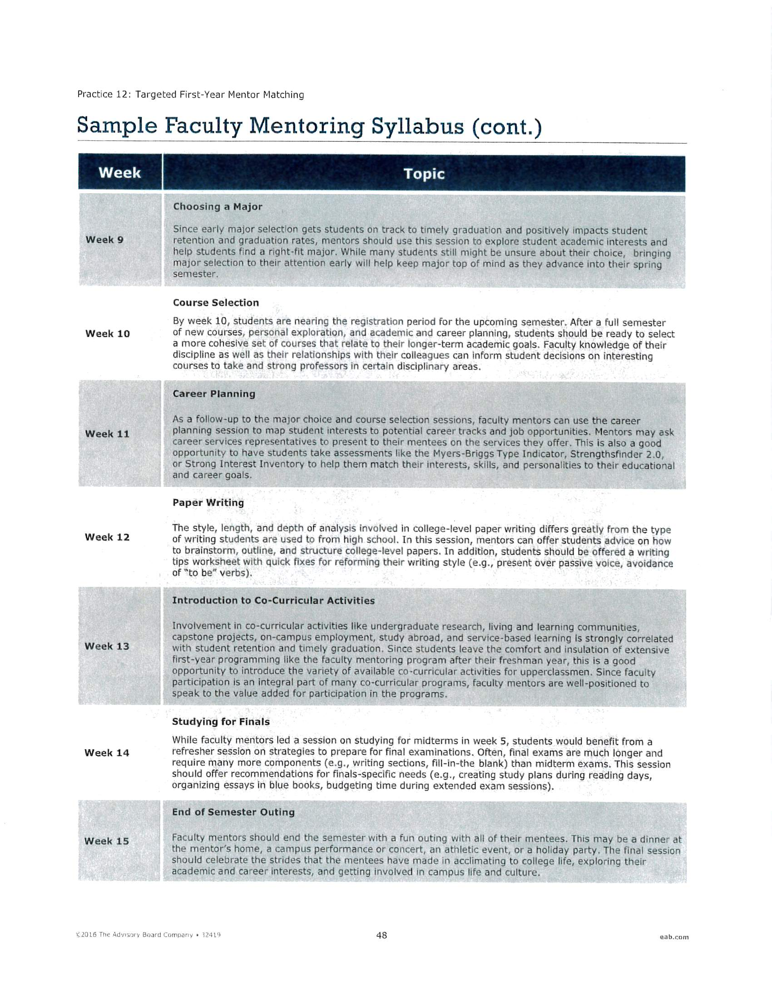 Practice 12: Targeted First-Year Mentor Matching
Sample Faculty Mentoring Syllabus (cont.)
Week
Topic
Choosing a Major
Week 9
Since early major selection gets students on track to timely graduation and positively impacts student
retention and graduation rates, mentors should use this session to explore student academic interests and
help students find a right-fit major. While many students still might be unsure about their choice, bringing
major selection to their attention early will help keep major top of mind as they advance into their spring
semester.
Course Selection
Week 10
By week 10, students are nearing the registration period for the upcoming semester. After a full semester
of new courses, personal exploration, and academic and career planning, students should be ready to select
a more cohesive set of courses that relate to their longer-term academic goals. Faculty knowledge of their
discipline as well as their relationships with their colleagues can inform student decisions on interesting
courses to take and strong professors in certain disciplinary areas.
Career Planning
Week 11
As a follow-up to the major choice and course selection sessions, faculty mentors can use the career
planning session to map student interests to potential career tracks and job opportunities. Mentors may ask
career services representatives to present to their mentees on the services they offer. This is also a good
opportunity to have students take assessments like the Myers-Briggs Type Indicator, Strengthsfinder 2.0,
or Strong Interest Inventory to help them match their interests, skills, and personalities to their educational
and career goals.
Paper Writing
Week 12
The style, length, and depth of analysis involved in college-level paper writing differs greatly from the type
of writing students are used to from high school. In this session, mentors can offer students advice on how
to brainstorm, outline, and structure college-level papers. In addition, students should be offered a writing
tips worksheet with quick fixes for reforming their writing style (e.g., present over passive voice, avoidance
of "to be" verbs).
Introduction to Co-Curricular Activities
Week 13
Involvement in co-curricular activities like undergraduate research, living and learning communities,
capstone projects, on-campus employment, study abroad, and service-based learning is strongly correlated
with student retention and timely graduation. Since students leave the comfort and insulation of extensive
first-year programming like the faculty mentoring program after their freshman year, this is a good
opportunity to introduce the variety of available co-curricular activities for upperclassmen. Since faculty
participation is an integral part of many co-curricular programs, faculty mentors are well-positioned to
speak to the value added for participation in the programs.
Studying for Finals
Week 14
While faculty mentors led a session on studying for midterms in week 5, students would benefit from a
refresher session on strategies to prepare for final examinations. Often, final exams are much longer and
require many more components (e.g., writing sections, fill-in-the blank) than midterm exams. This session
should offer recommendations for finals-specific needs (e.g., creating study plans during reading days,
organizing essays in blue books, budgeting time during extended exam sessions).
End of Semester Outing
Week 15
Faculty mentors should end the semester with a fun outing with all of their mentees. This may be a dinner at
the mentor's home, a campus performance or concert, an athletic event, or a holiday party. The final session
should celebrate the strides that the mentees have made in acclimating to college life, exploring their
academic and career interests, and getting involved in campus life and culture.
©2016 The Advisory Board Company • 32419
48
eab.com